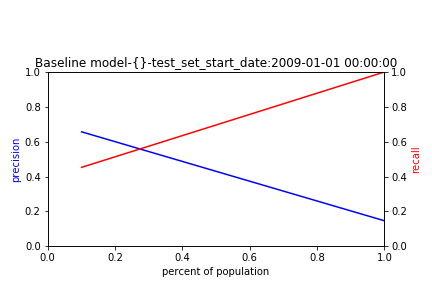 Baseline model-{}-test_set_start_date:2009-01-01 00:00:00
1.0
0.8
0.6
0.4
0.2
0.0
precision
1.0
0.8
0.6
0.4
0.2
0.0
recall
0.0 0.2 0.4 0.6 0.8 1.0
percent of population